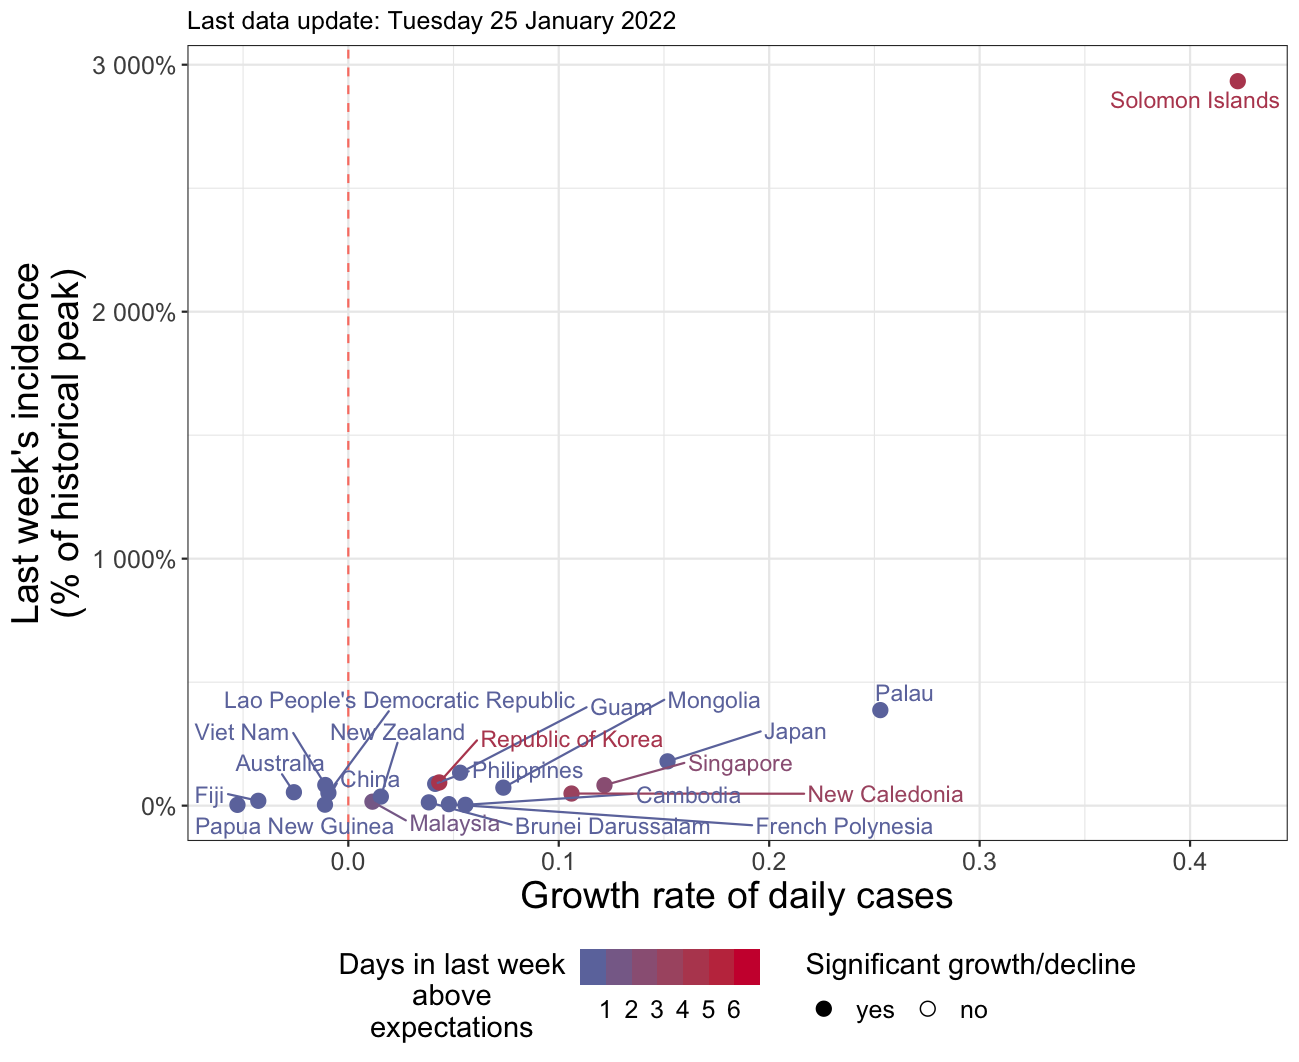 Last data update: Tuesday 25 January 2022
3 000%
Solomon Islands
2 000%
Last week's incidence
(% of historical peak)
1 000%
Palau
Lao People's Democratic Republic
Guam
Mongolia
Viet Nam
New Zealand
Republic of Korea
Japan
Australia
China
Philippines
Singapore
Fiji
Cambodia
New Caledonia
0%
Papua New Guinea
Malaysia
Brunei Darussalam
French Polynesia
0.0
0.1
0.2
0.3
0.4
Growth rate of daily cases
Days in last week
above
expectations
1 2 3 4 5 6
Significant growth/decline
yes
no